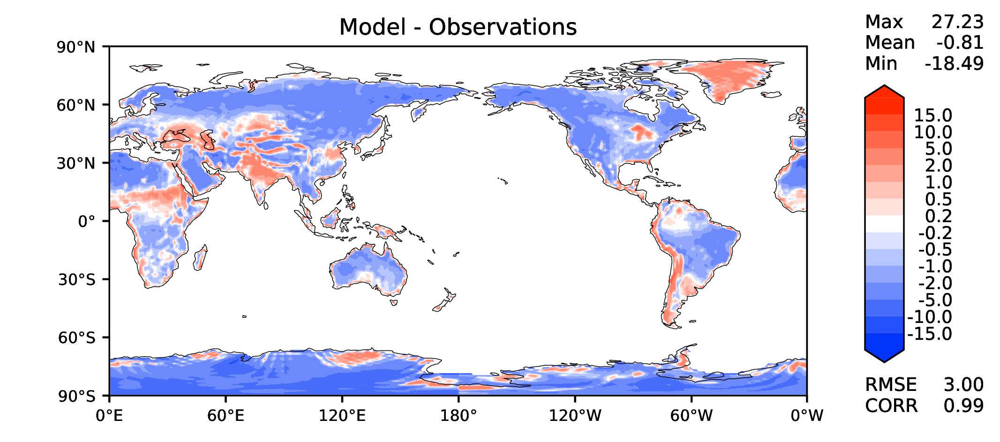 Model - Observations
Max 27.23
Mean -0.81
Min -18.49
90°N
60°N
30°N
0°
30°S
60°S
90°S
0°E 60°E 120°E 180° 120°W 60°W 0°W
15.0
10.0
5.0
2.0
1.0
0.5
0.2
-0.2
-0.5
-1.0
-2.0
-5.0
-10.0
-15.0
RMSE 3.00
CORR 0.99